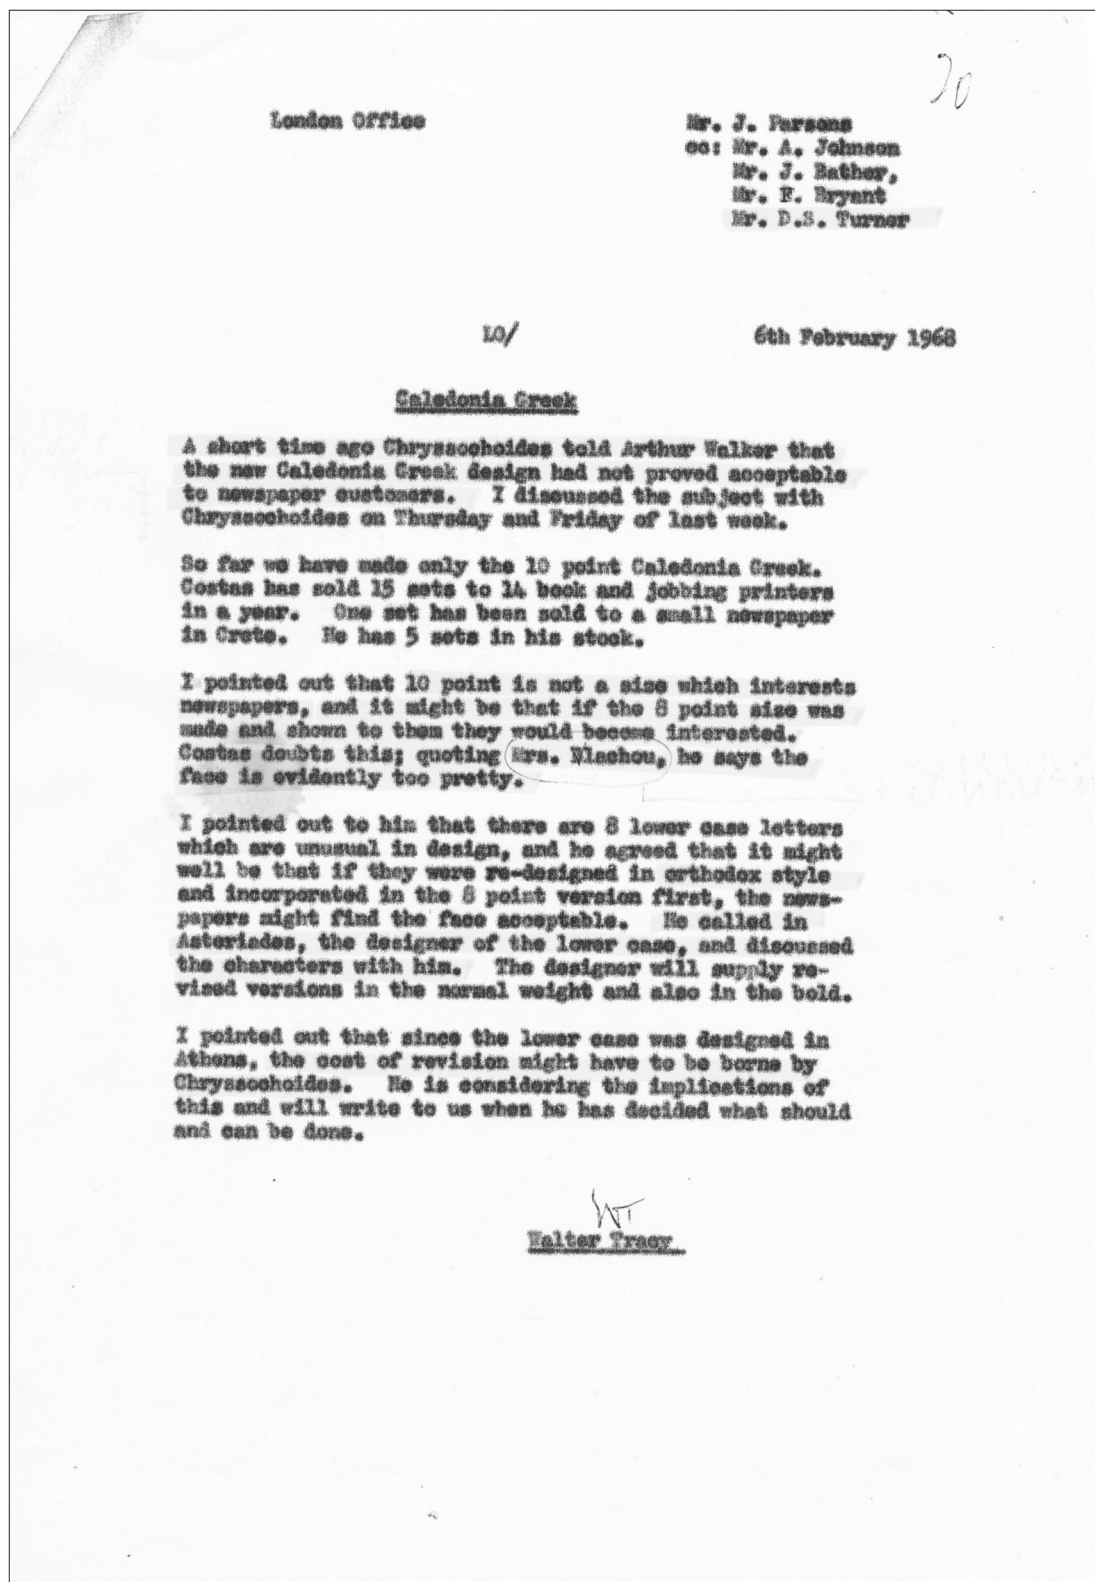 20
London Office
Mr. J. Parsons
cc: Mr. A. Johnson
Mr. J. Bather,
Mr. F. Bryant
Mr. D.S. Turner
LO/
6th February 1968
Caledonia Greek
A short time ago Chryssochoides told Arthur Walker that
the new Caledonia Greek design had not proved acceptable
to newspaper customers. I discussed the subject with
Chryssochoides on Thursday and Friday of last week.
So far we have made only the 10 point Caledonia Greek.
Costas has sold 15 sets to 14 book and jobbing printers
in a year. One set has been sold to a small newspaper
in Crete. He has 5 sets in his stock.
I pointed out that 10 point is not a size which interests
newspapers, and it might be that if the 8 point size was
made and shown to them they would become interested.
Costas doubts this; quoting Mrs. Vlachou, he says the
face is evidently too pretty.
I pointed out to him that there are 8 lower case letters
which are unusual in design, and he agreed that it might
well be that if they were re-designed in orthodox style
and incorporated in the 8 point version first, the news-
papers might find the face acceptable. He called in
Asteriades, the designer of the lower case, and discussed
the characters with him. The designer will supply re-
vised versions in the normal weight and also in the bold.
I pointed out that since the lower case was designed in
Athens, the cost of revision might have to be borne by
Chryssochoides. He is considering the implications of
this and will write to us when he has decided what should
and can be done.
WT
Walter Tracy